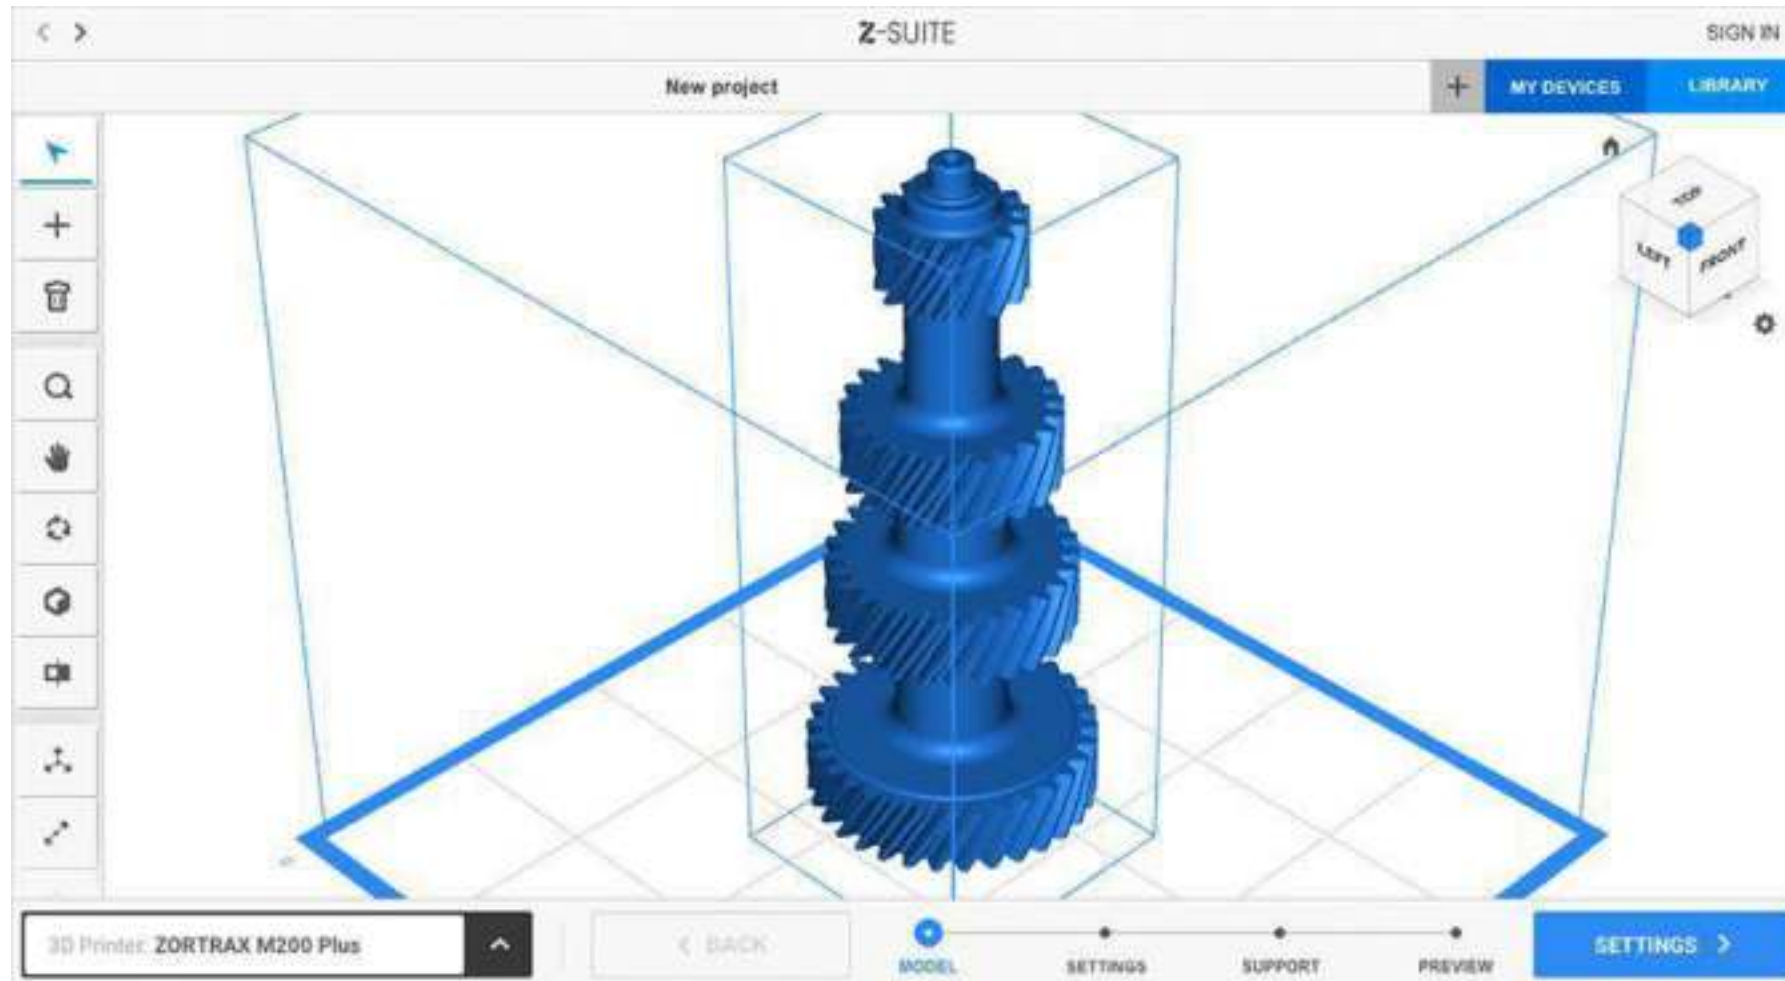 Z-SUITE
SIGN IN
New project
MY DEVICES
LIBRARY
TOP
LEFT
FRONT
3D Printer: ZORTRAX M200 Plus
BACK
MODEL
SETTINGS
SUPPORT
PREVIEW
SETTINGS